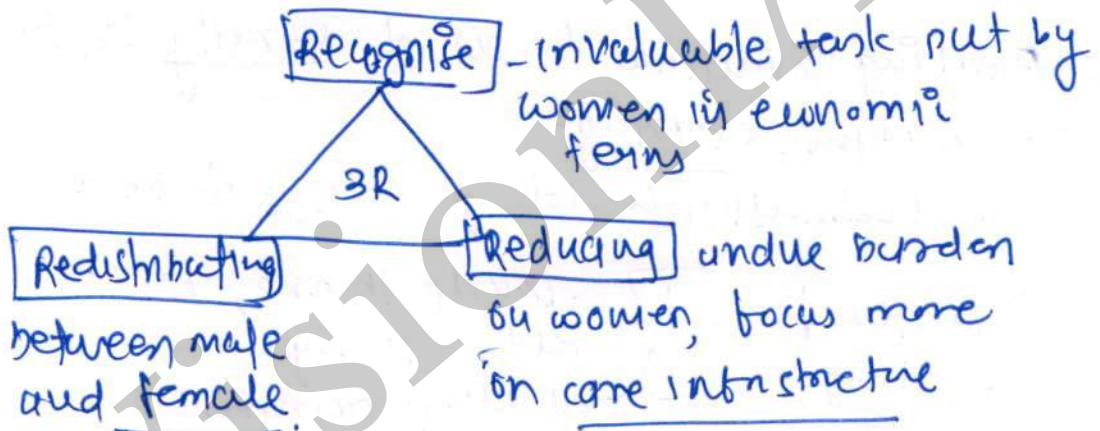 Recognise - invaluable task put by
women in economic
terms
3R
Redistributing
between male
and female.
Reducing undue burden
on women, focus more
on care infrastructure